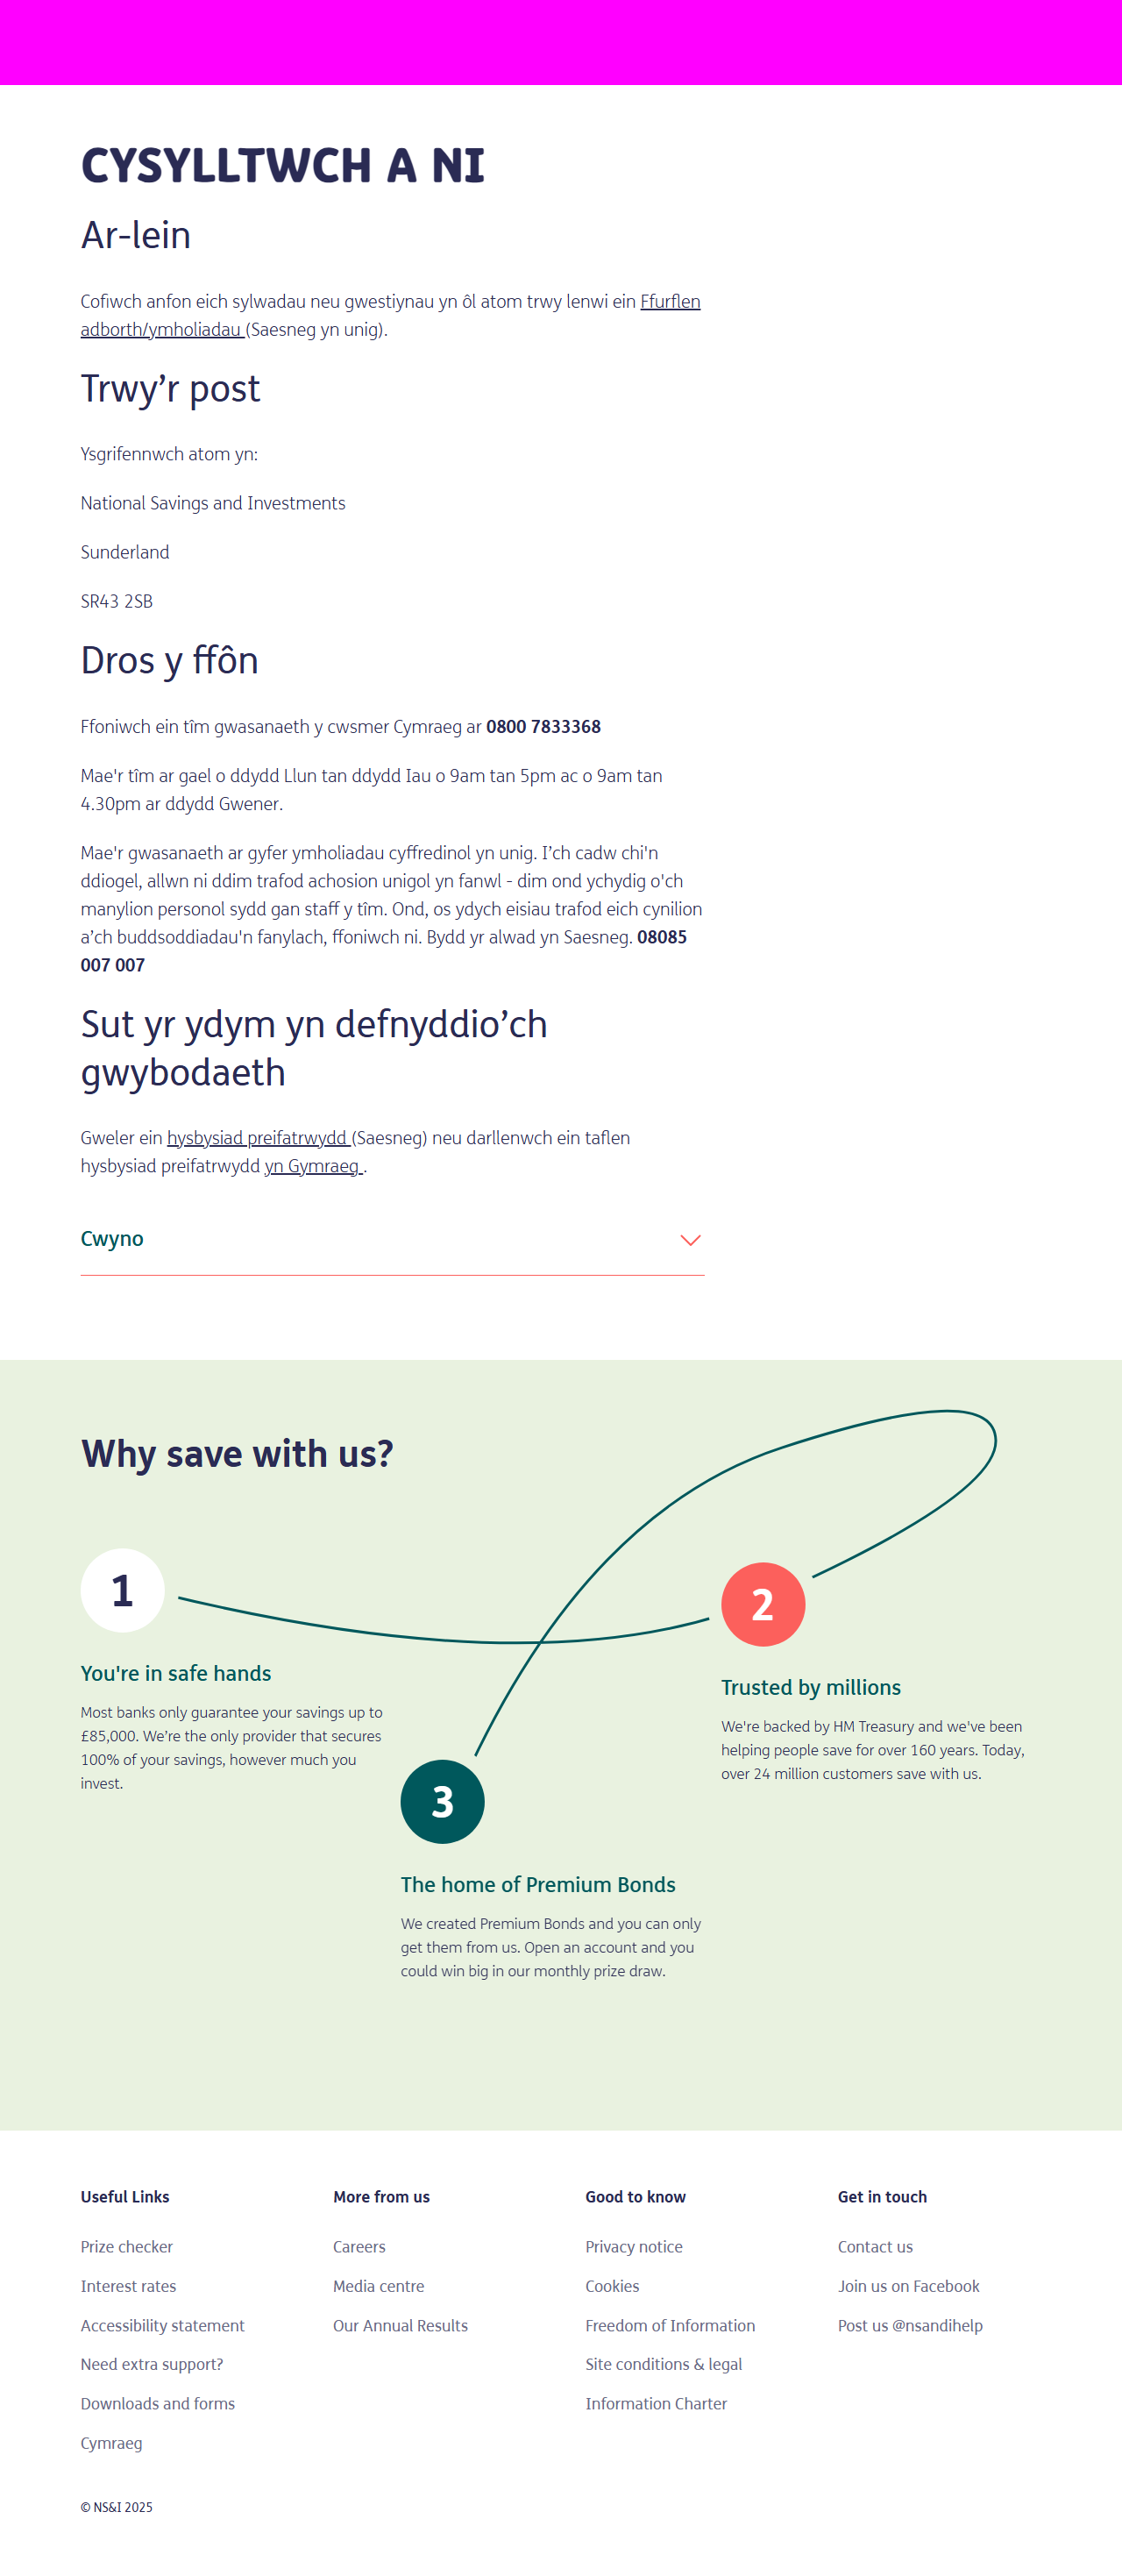 CYSYLLTWCH A NI
Ar-lein
Cofiwch anfon eich sylwadau neu gwestiynau yn ôl atom trwy lenwi ein Ffurflen
adborth/ymholiadau (Saesneg yn unig).
Trwy’r post
Ysgrifennwch atom yn:
National Savings and Investments
Sunderland
SR43 2SB
Dros y ffôn
Ffoniwch ein tîm gwasanaeth y cwsmer Cymraeg ar 0800 7833368
Mae'r tîm ar gael o ddydd Llun tan ddydd Iau o 9am tan 5pm ac o 9am tan
4.30pm ar ddydd Gwener.
Mae'r gwasanaeth ar gyfer ymholiadau cyffredinol yn unig. I’ch cadw chi'n
ddiogel, allwn ni ddim trafod achosion unigol yn fanwl - dim ond ychydig o'ch
manylion personol sydd gan staff y tîm. Ond, os ydych eisiau trafod eich cynilion
a’ch buddsoddiadau'n fanylach, ffoniwch ni. Bydd yr alwad yn Saesneg. 08085
007 007
Sut yr ydym yn defnyddio’ch
gwybodaeth
Gweler ein hysbysiad preifatrwydd (Saesneg) neu darllenwch ein taflen
hysbysiad preifatrwydd yn Gymraeg .
Cwyno
Why save with us?
1
You're in safe hands
Most banks only guarantee your savings up to
£85,000. We’re the only provider that secures
100% of your savings, however much you
invest.
2
Trusted by millions
We're backed by HM Treasury and we've been
helping people save for over 160 years. Today,
over 24 million customers save with us.
3
The home of Premium Bonds
We created Premium Bonds and you can only
get them from us. Open an account and you
could win big in our monthly prize draw.
Useful Links
Prize checker
Interest rates
Accessibility statement
Need extra support?
Downloads and forms
Cymraeg
More from us
Careers
Media centre
Our Annual Results
Good to know
Privacy notice
Cookies
Freedom of Information
Site conditions & legal
Information Charter
Get in touch
Contact us
Join us on Facebook
Post us @nsandihelp
© NS&I 2025